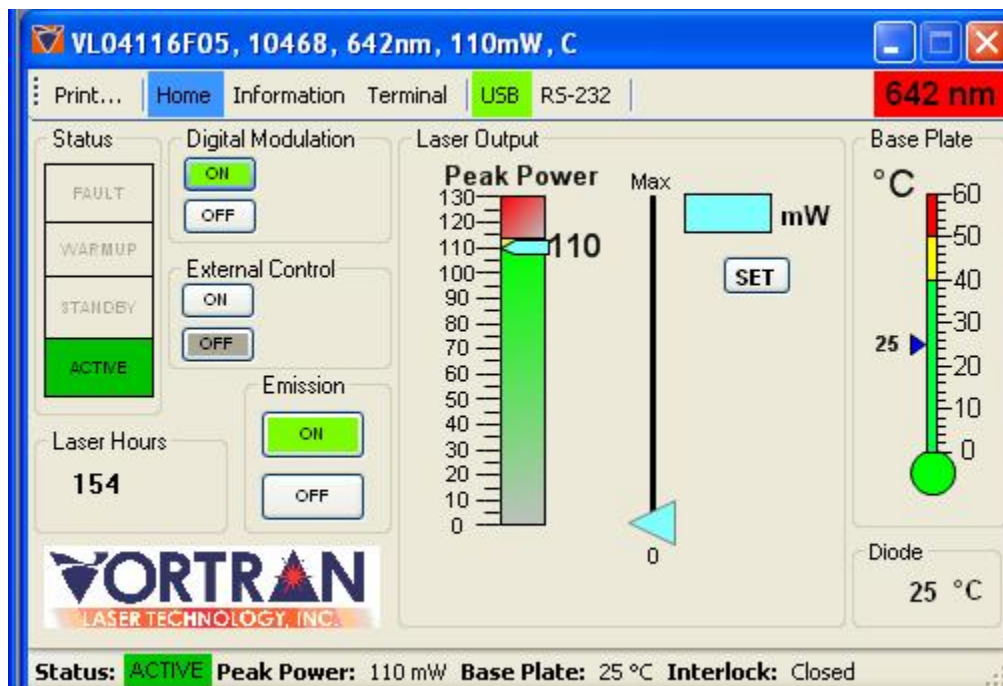 VL04116F05, 10468, 642nm, 110mW, C
Print... Home Information Terminal USB RS-232 642 nm
Status
FAULT
WARMUP
STANDBY
ACTIVE
Digital Modulation
ON
OFF
External Control
ON
OFF
Emission
ON
OFF
Laser Hours
154
VORTRAN
LASER TECHNOLOGY, INC.
Laser Output
Peak Power
130
120
110
100
90
80
70
60
50
40
30
20
10
0
110
Max
0
mW
SET
Base Plate
°C
60
50
40
30
20
10
0
25
Diode
25 °C
Status: ACTIVE Peak Power: 110 mW Base Plate: 25 °C Interlock: Closed